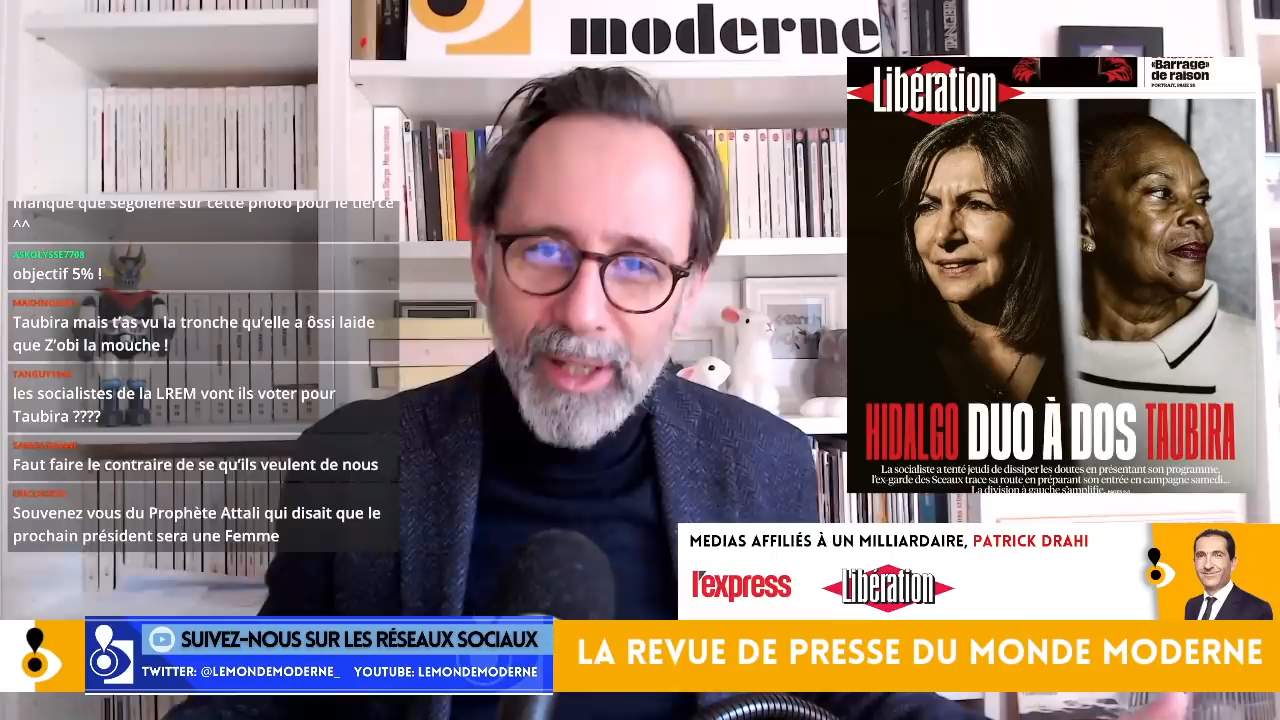 moderne
«Barrage»
de raison
PORTRAIT, PAGE 28
Libération
HIDALGO DUO À DOS TAUBIRA
La socialiste a tenté jeudi de dissiper les doutes en présentant son programme,
l'ex-garde des Sceaux trace sa route en préparant son entrée en campagne samedi...
La division à gauche s'amplifie.
manque que ségolène sur cette photo pour le tiercé
^^
ASKOLYSSE7708
objectif 5% !
Taubira mais t'as vu la tronche qu'elle a ôssi laide
que Z'obi la mouche !
les socialistes de la LREM vont ils voter pour
Taubira ????
Faut faire le contraire de se qu'ils veulent de nous
Souvenez vous du Prophète Attali qui disait que le
prochain président sera une Femme
MEDIAS AFFILIÉS À UN MILLIARDAIRE, PATRICK DRAHI
l'express Libération
SUIVEZ-NOUS SUR LES RÉSEAUX SOCIAUX
TWITTER: @LEMONDEMODERNE_ YOUTUBE: LEMONDEMODERNE
LA REVUE DE PRESSE DU MONDE MODERNE